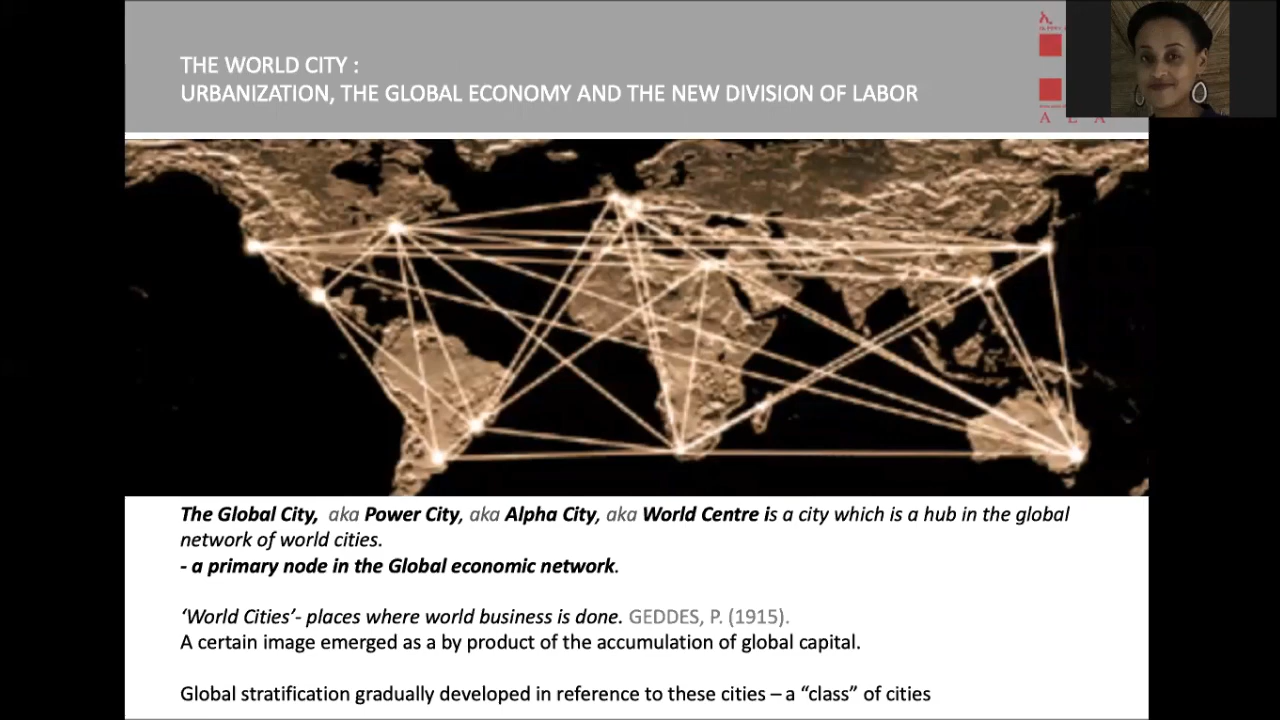 THE WORLD CITY :
URBANIZATION, THE GLOBAL ECONOMY AND THE NEW DIVISION OF LABOR
ኢ
A L A
The Global City, aka Power City, aka Alpha City, aka World Centre is a city which is a hub in the global
network of world cities.
- a primary node in the Global economic network.
‘World Cities’- places where world business is done. GEDDES, P. (1915).
A certain image emerged as a by product of the accumulation of global capital.
Global stratification gradually developed in reference to these cities – a “class” of cities